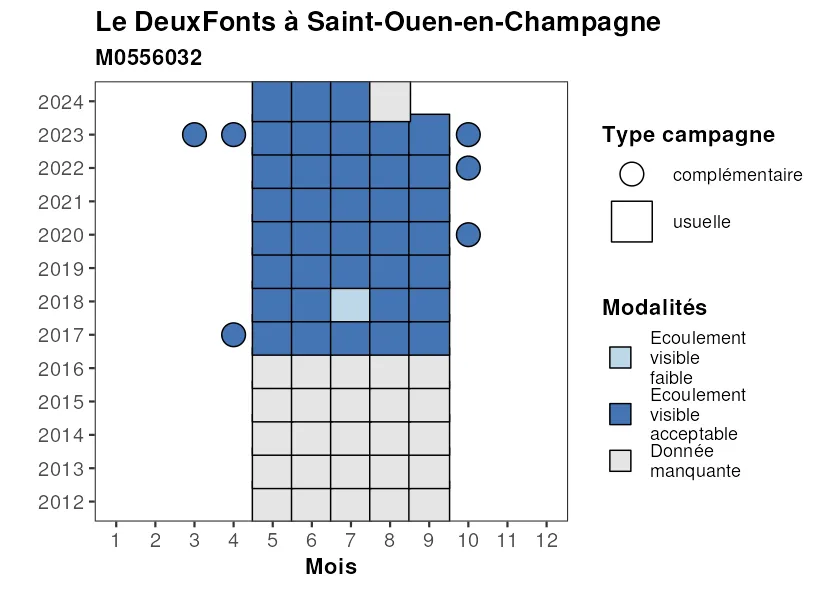 Le DeuxFonts à Saint-Ouen-en-Champagne
M0556032
2024
2023
2022
2021
2020
2019
2018
2017
2016
2015
2014
2013
2012
1 2 3 4 5 6 7 8 9 10 11 12
Mois
Type campagne
complémentaire
usuelle
Modalités
Ecoulement
visible
faible
Ecoulement
visible
acceptable
Donnée
manquante